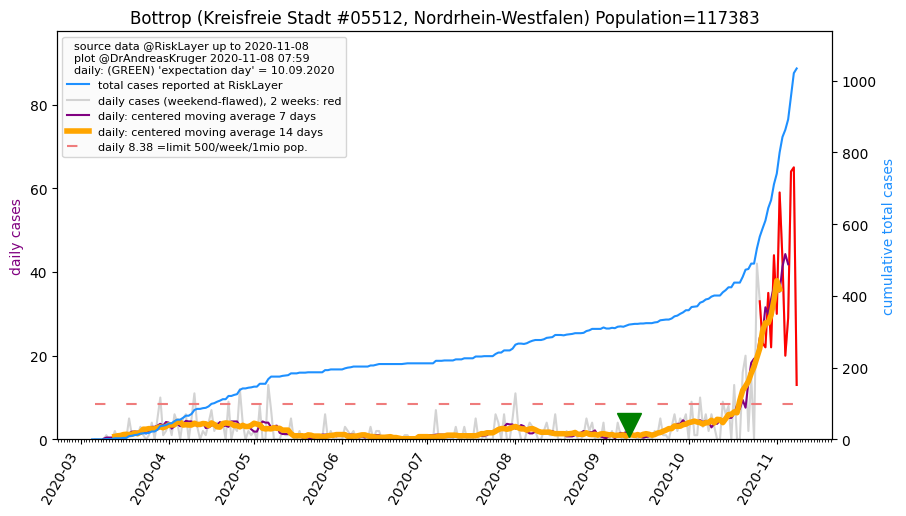 Bottrop (Kreisfreie Stadt #05512, Nordrhein-Westfalen) Population=117383
source data @RiskLayer up to 2020-11-08
plot @DrAndreasKruger 2020-11-08 07:59
daily: (GREEN) 'expectation day' = 10.09.2020
total cases reported at RiskLayer
daily cases (weekend-flawed), 2 weeks: red
daily: centered moving average 7 days
daily: centered moving average 14 days
daily 8.38 =limit 500/week/1mio pop.
daily cases
80
60
40
20
0
cumulative total cases
1000
800
600
400
200
0
2020-03
2020-04
2020-05
2020-06
2020-07
2020-08
2020-09
2020-10
2020-11